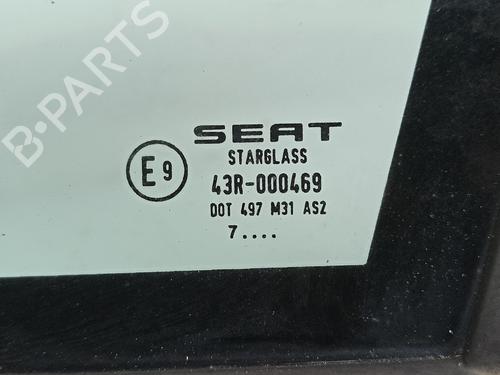 B-PARTS
SEAT
STARGLASS
E9
43R-000469
DOT 497 M31 AS2
7....